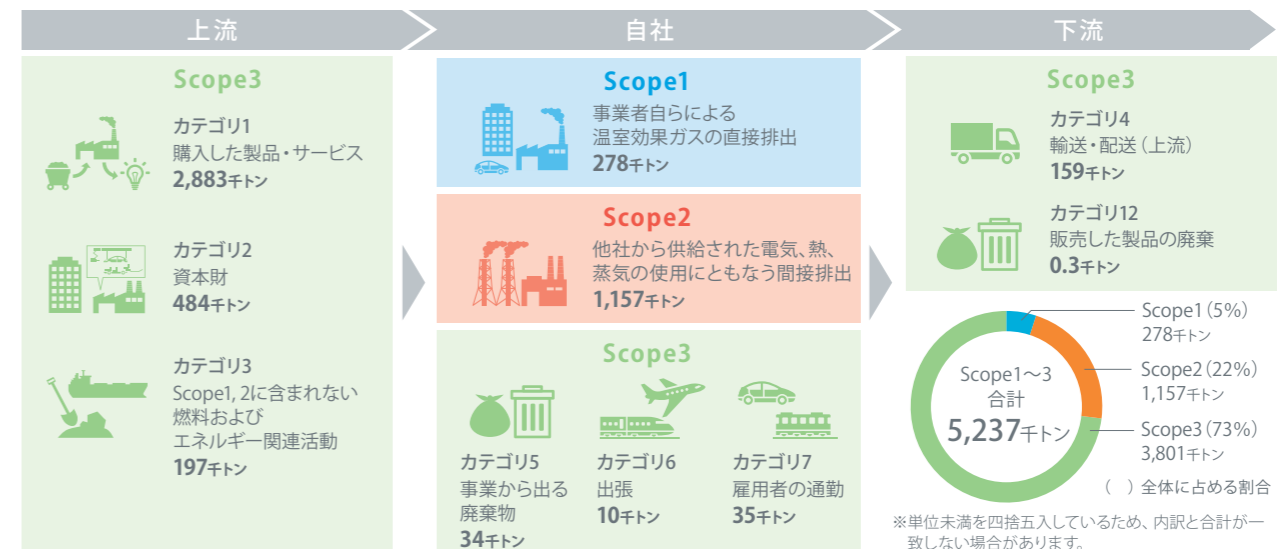 上流
自社
下流
Scope3
カテゴリ1
購入した製品・サービス
2,883千トン
カテゴリ2
資本財
484千トン
カテゴリ3
Scope1, 2に含まれない
燃料および
エネルギー関連活動
197千トン
Scope1
事業者自らによる
温室効果ガスの直接排出
278千トン
Scope2
他社から供給された電気、熱、
蒸気の使用にともなう間接排出
1,157千トン
Scope3
カテゴリ5
事業から出る
廃棄物
34千トン
カテゴリ6
出張
10千トン
カテゴリ7
雇用者の通勤
35千トン
Scope3
カテゴリ4
輸送・配送（上流）
159千トン
カテゴリ12
販売した製品の廃棄
0.3千トン
Scope1～3
合計
5,237千トン
Scope1（5%）
278千トン
Scope2（22%）
1,157千トン
Scope3（73%）
3,801千トン
（　）全体に占める割合
※単位未満を四捨五入しているため、内訳と合計が一
致しない場合があります。